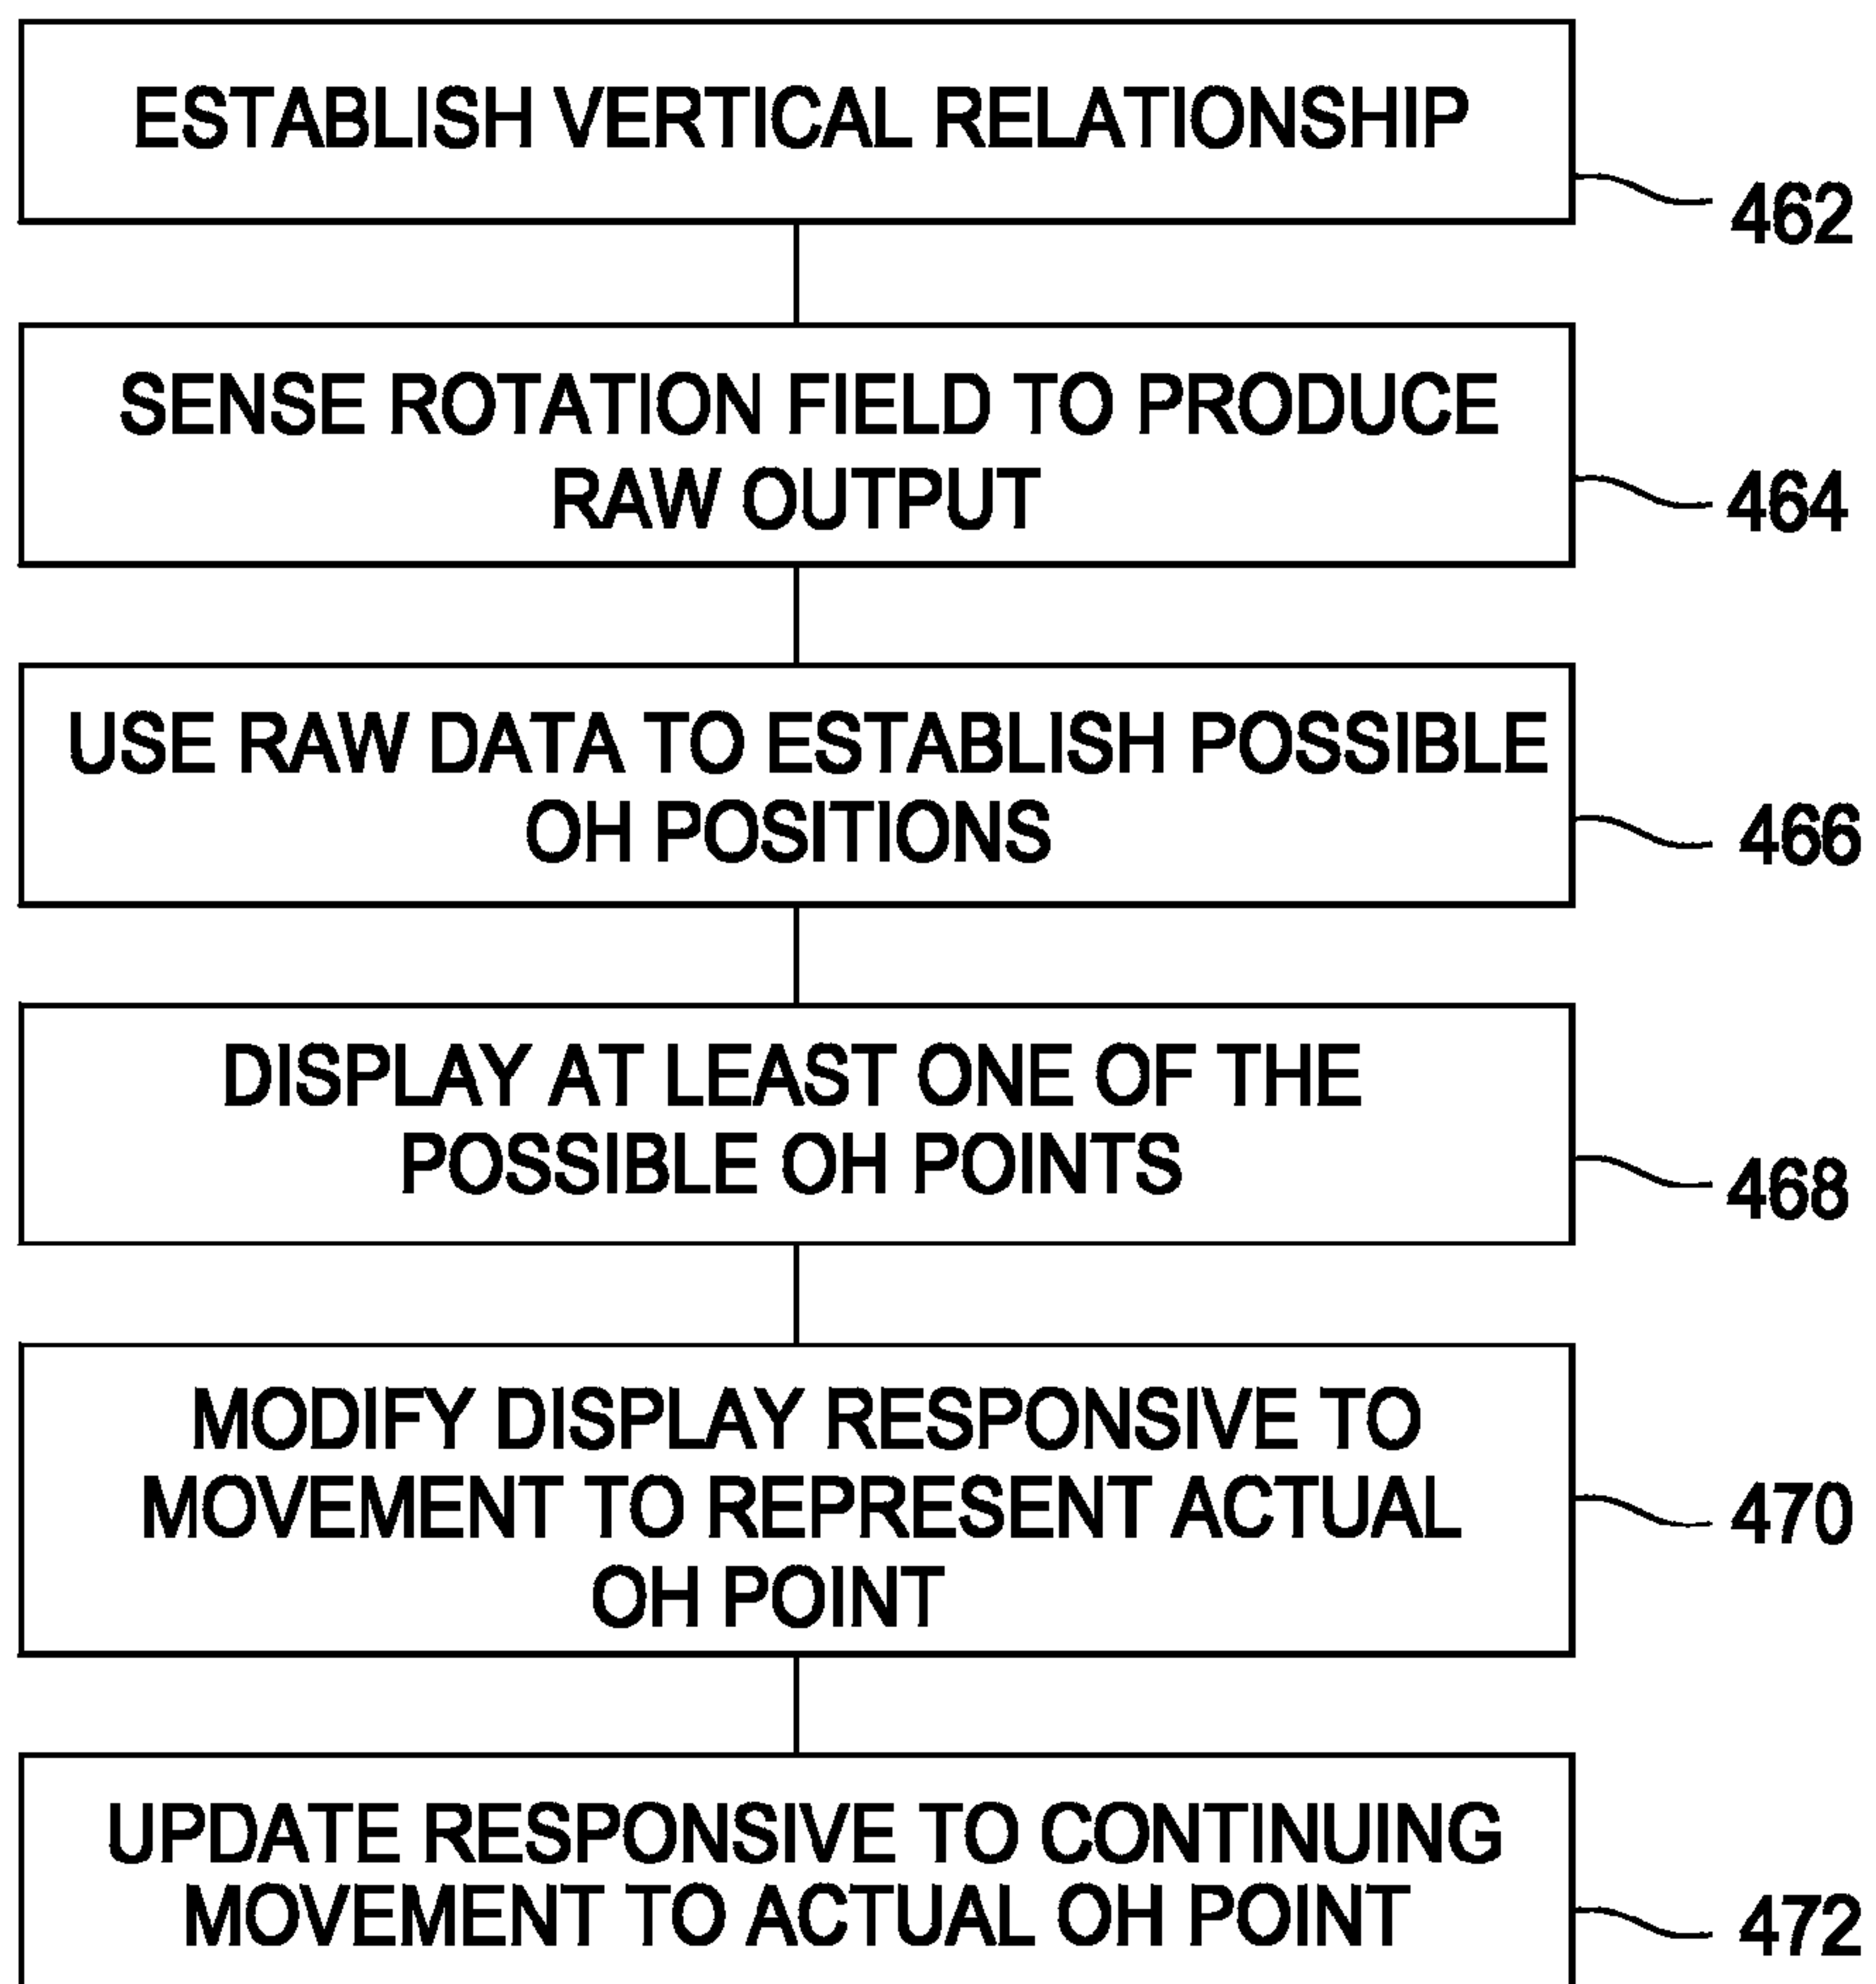 ESTABLISH VERTICAL RELATIONSHIP
462
SENSE ROTATION FIELD TO PRODUCE
RAW OUTPUT
464
USE RAW DATA TO ESTABLISH POSSIBLE
OH POSITIONS
466
DISPLAY AT LEAST ONE OF THE
POSSIBLE OH POINTS
468
MODIFY DISPLAY RESPONSIVE TO
MOVEMENT TO REPRESENT ACTUAL
OH POINT
470
UPDATE RESPONSIVE TO CONTINUING
MOVEMENT TO ACTUAL OH POINT
472